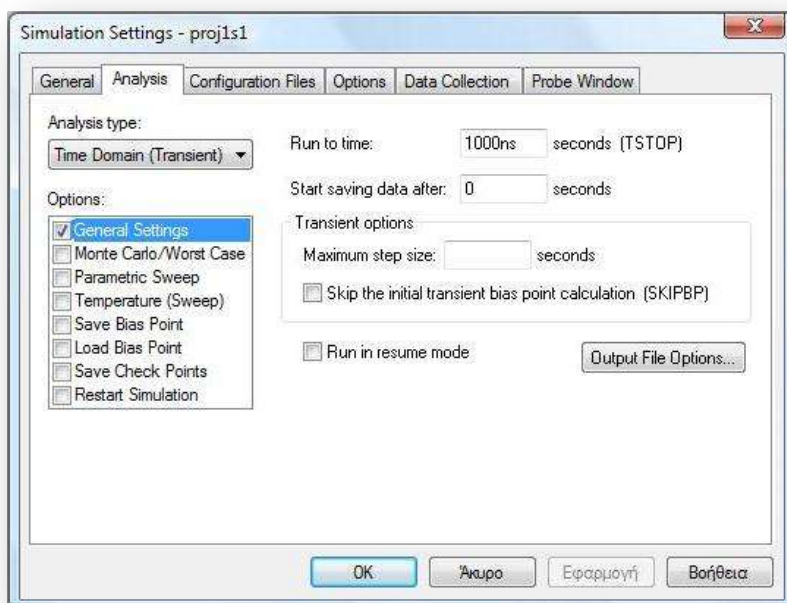 Simulation Settings - proj1s1
General Analysis Configuration Files Options Data Collection Probe Window
Analysis type:
Time Domain (Transient)
Options:
General Settings
Monte Carlo/Worst Case
Parametric Sweep
Temperature (Sweep)
Save Bias Point
Load Bias Point
Save Check Points
Restart Simulation
Run to time: 1000ns seconds (TSTOP)
Start saving data after: 0 seconds
Transient options
Maximum step size: seconds
Skip the initial transient bias point calculation (SKIPBP)
Run in resume mode
Output File Options...
OK Άκυρο Εφαρμογή Βοήθεια